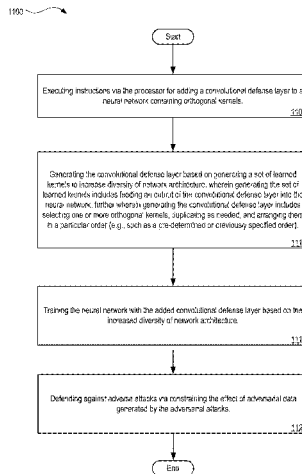 1100
Start
Executing instructions via the processor for adding a convolutional defense layer to a
neural network containing orthogonal kernels.
Generating the convolutional defense layer based on generating a set of learned
kernels to increase diversity of network architecture, wherein generating the set of
learned kernels includes feeding an output of the convolutional defense layer into the
neural network, further wherein generating the convolutional defense layer includes
selecting one or more orthogonal kernels, duplicating as needed, and arranging them
in a particular order (e.g., such as a pre-determined or previously specified order).
Training the neural network with the added convolutional defense layer based on the
increased diversity of network architecture.
Defending against adverse attacks via constraining the effect of adversarial data
generated by the adversarial attacks.
End